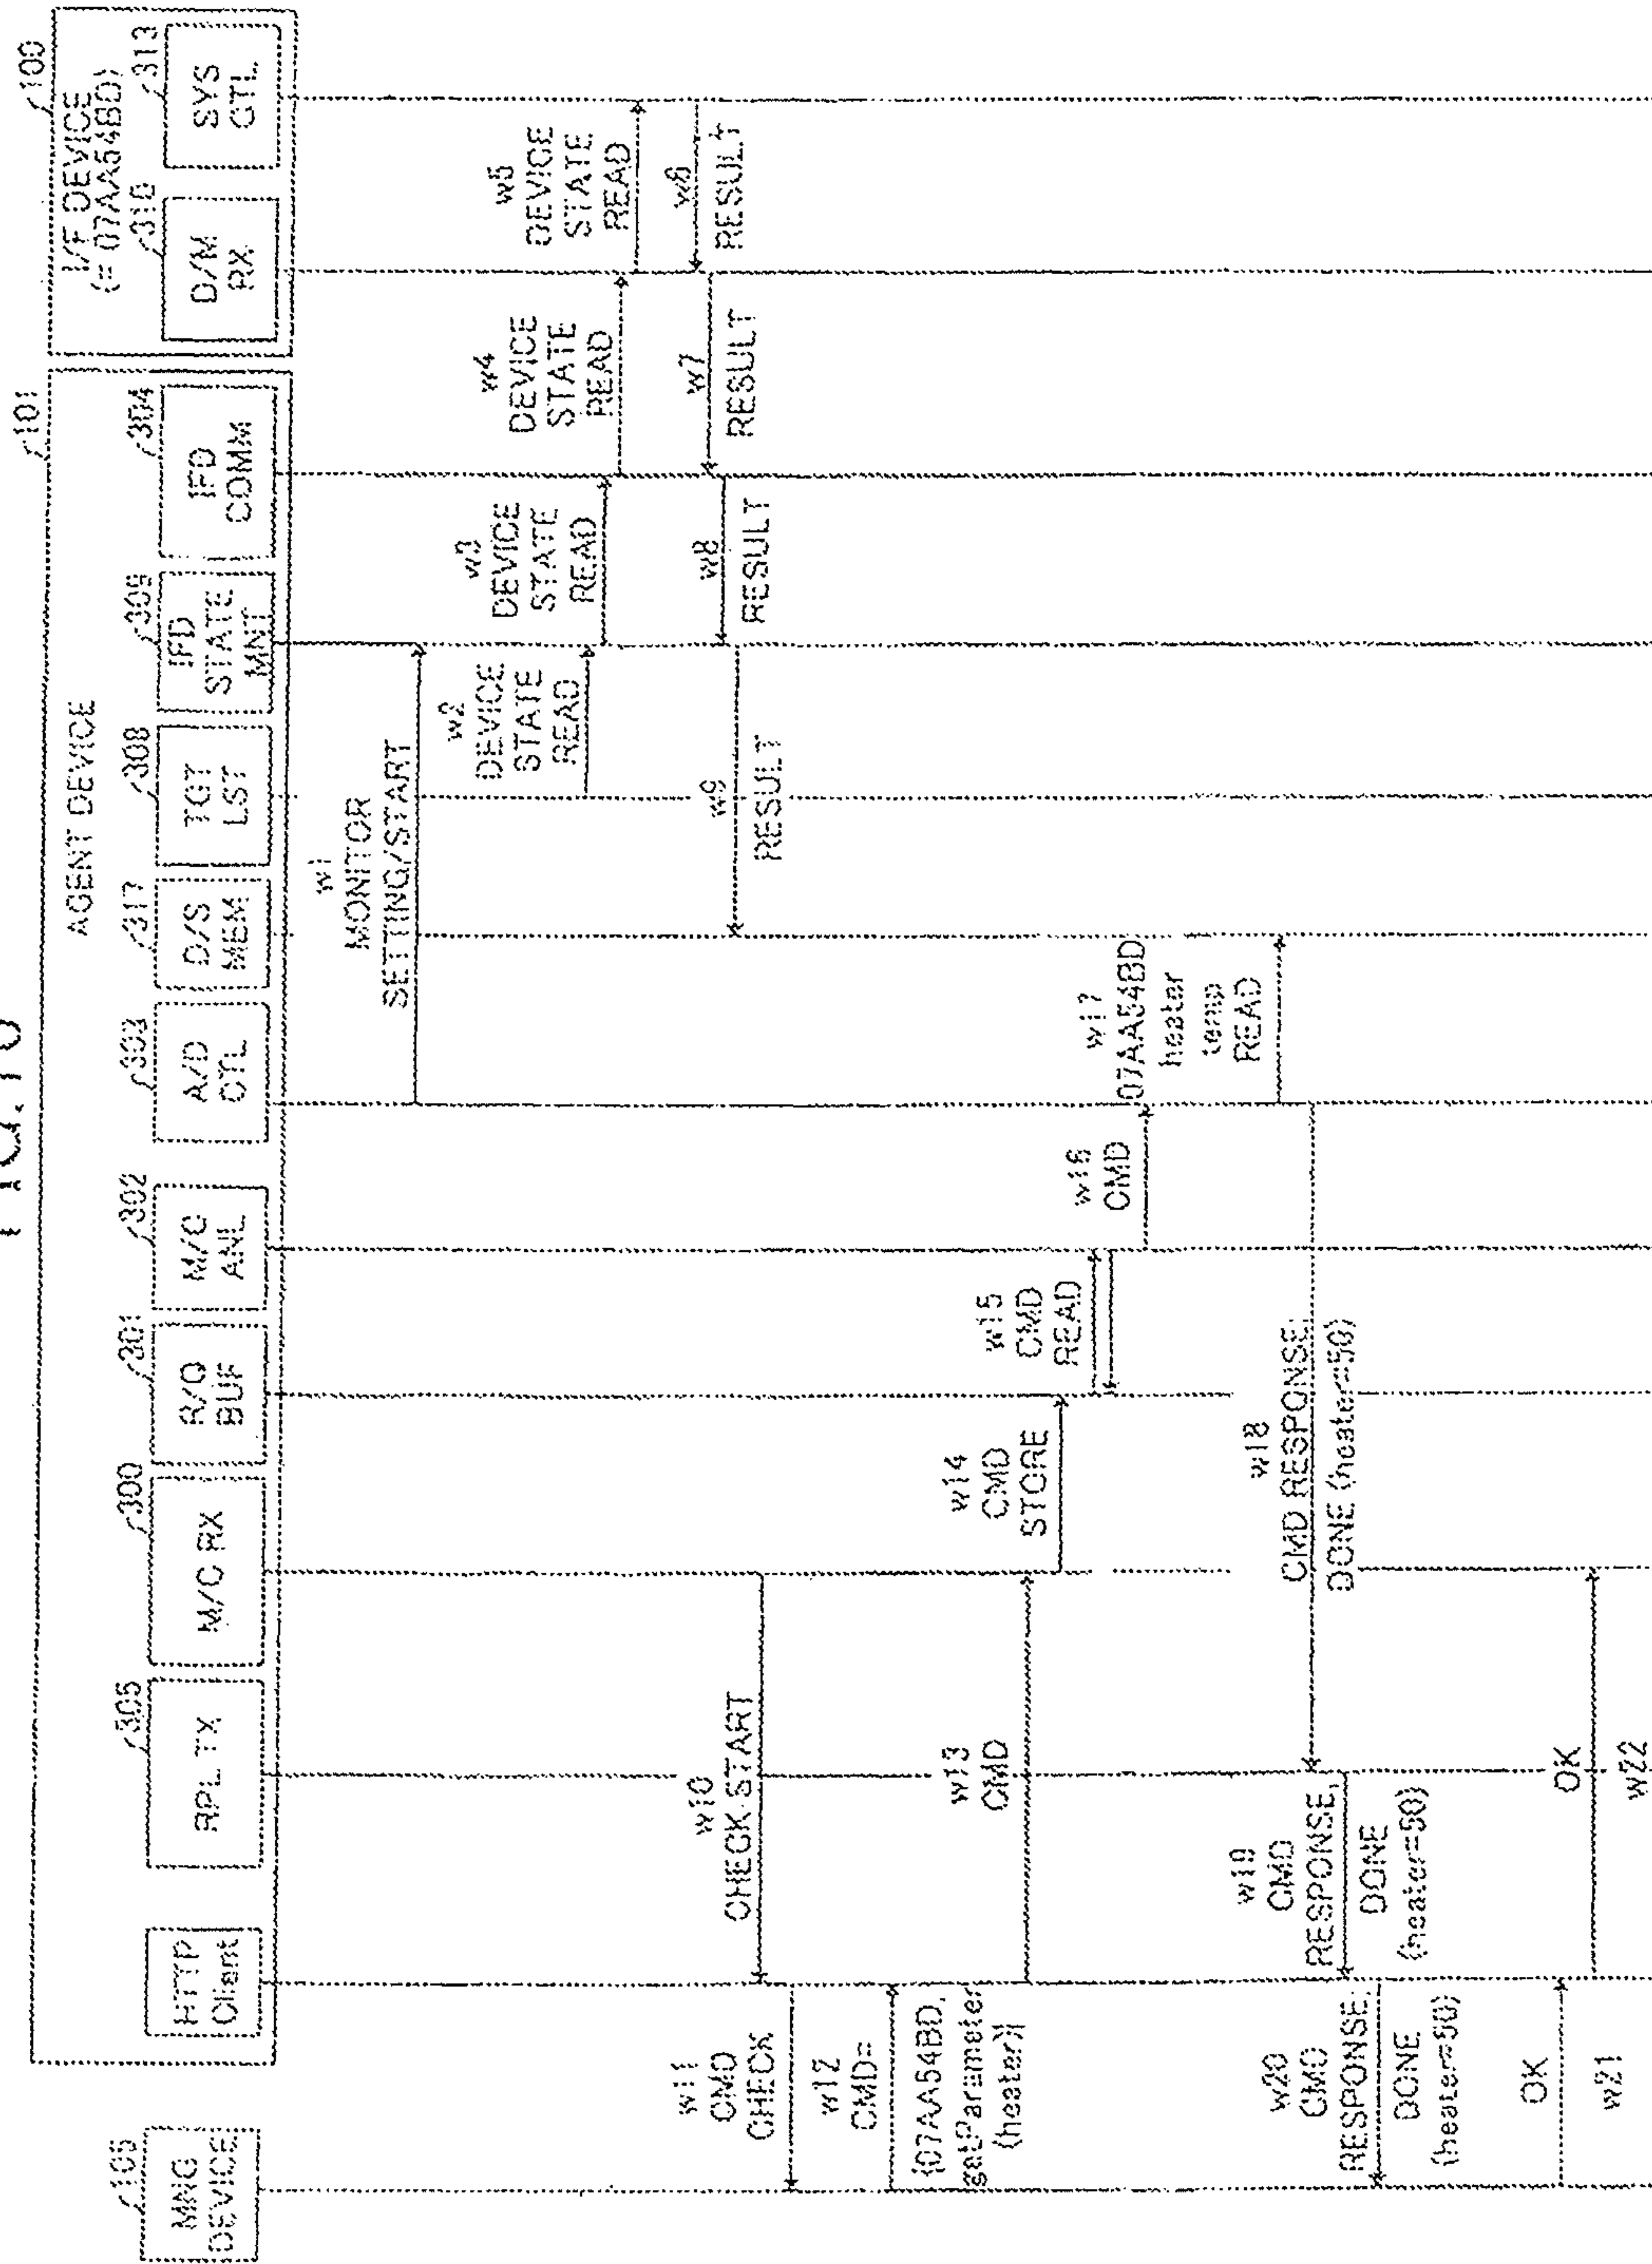 FIG.16
MNG
DEVICE
105
AGENT DEVICE
101
HTTP
Client
RPL TX
305
M/C RX
300
R/Q
BUF
301
M/C
ANL
302
A/D
CTL
303
D/S
MEM
317
TGT
LST
308
IFD
STATE
MNT
309
IFD
COMM
304
I/F DEVICE
(= 07AA54BD)
100
D/M
RX
310
SYS
CTL
313
w1
MONITOR
SETTING/START
w2
DEVICE
STATE
READ
w3
DEVICE
STATE
READ
w4
DEVICE
STATE
READ
w5
DEVICE
STATE
READ
w6
RESULT
w7
RESULT
w8
RESULT
w9
RESULT
w10
CHECK START
w11
CMD
CHECK
w12
CMD=
{07AA54BD,
getParameter
(heater)}
w13
CMD
w14
CMD
STORE
w15
CMD
READ
w16
CMD
w17
07AA54BD
heater
temp
READ
w18
CMD RESPONSE,
DONE (heater=50)
w19
CMD
RESPONSE,
DONE
(heater=50)
w20
CMD
RESPONSE,
DONE
(heater=50)
OK
w21
OK
w22